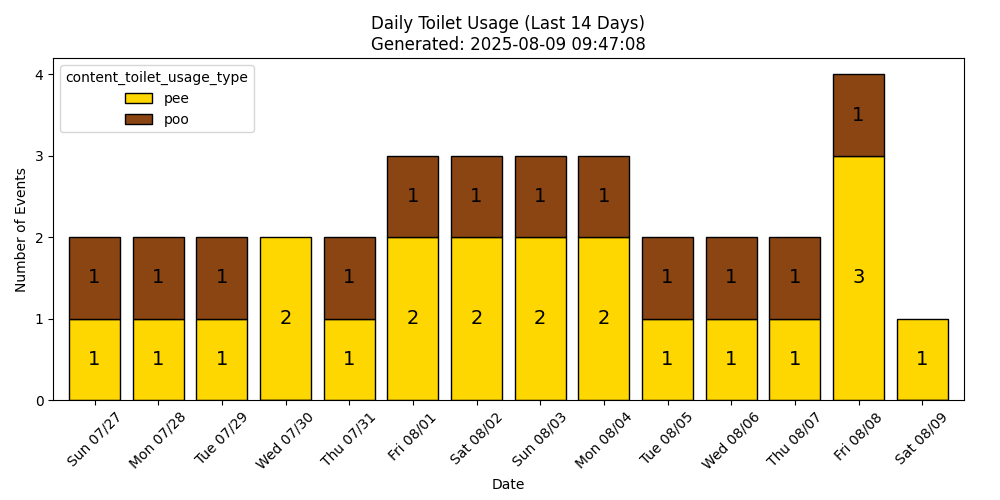 Daily Toilet Usage (Last 14 Days)
Generated: 2025-08-09 09:47:08
content_toilet_usage_type
pee
poo
Number of Events
4
3
2
1
0
1
1
1
1
1
1
1
1
1
1
1
1
1
1
2
1
2
2
2
2
1
1
1
3
1
Sun 07/27
Mon 07/28
Tue 07/29
Wed 07/30
Thu 07/31
Fri 08/01
Sat 08/02
Sun 08/03
Mon 08/04
Tue 08/05
Wed 08/06
Thu 08/07
Fri 08/08
Sat 08/09
Date